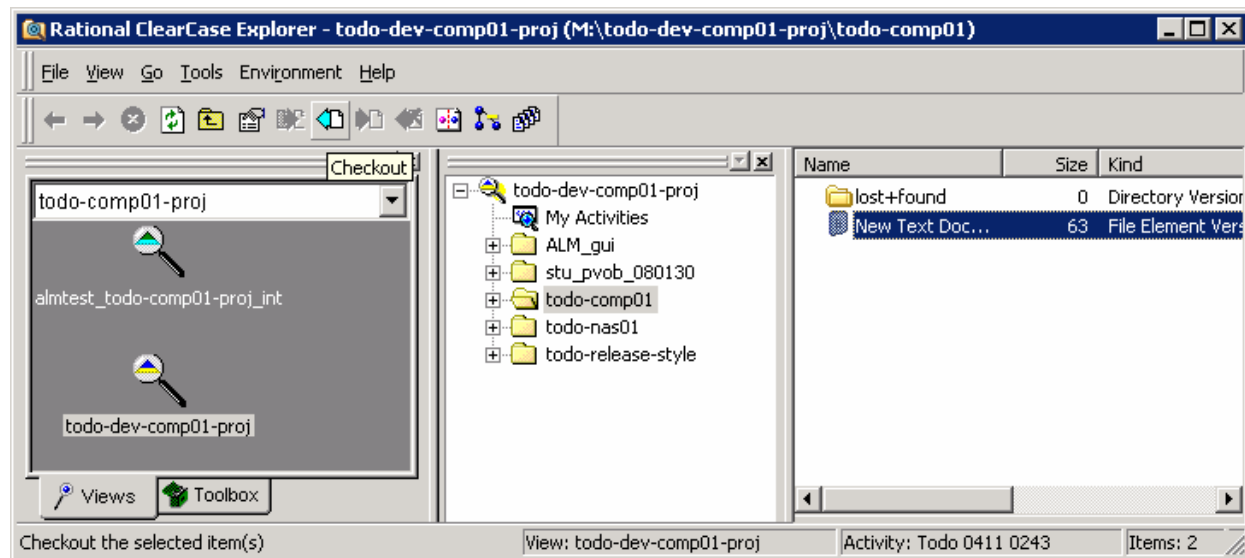 Rational ClearCase Explorer - todo-dev-comp01-proj (M:\todo-dev-comp01-proj\todo-comp01)
File View Go Tools Environment Help
Checkout
todo-comp01-proj
almtest_todo-comp01-proj_int
todo-dev-comp01-proj
Views Toolbox
todo-dev-comp01-proj
My Activities
ALM_gui
stu_pvob_080130
todo-comp01
todo-nas01
todo-release-style
Name Size Kind
lost+found 0 Directory Version
New Text Doc... 63 File Element Vers
Checkout the selected item(s) View: todo-dev-comp01-proj Activity: Todo 0411 0243 Items: 2